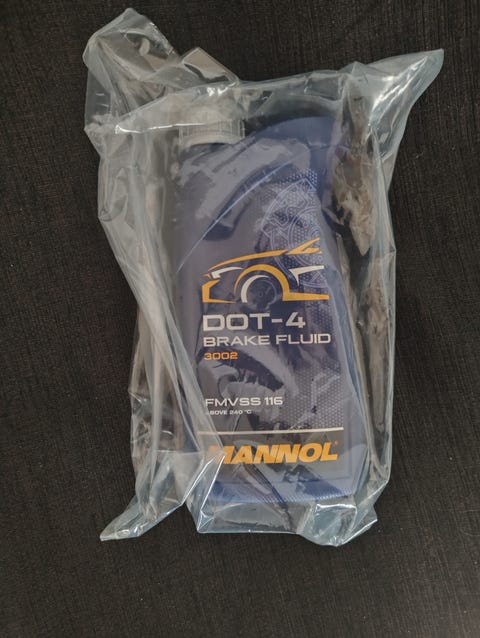 DOT-4
BRAKE FLUID
3002
FMVSS 116
ABOVE 240 °C
MANNOL®